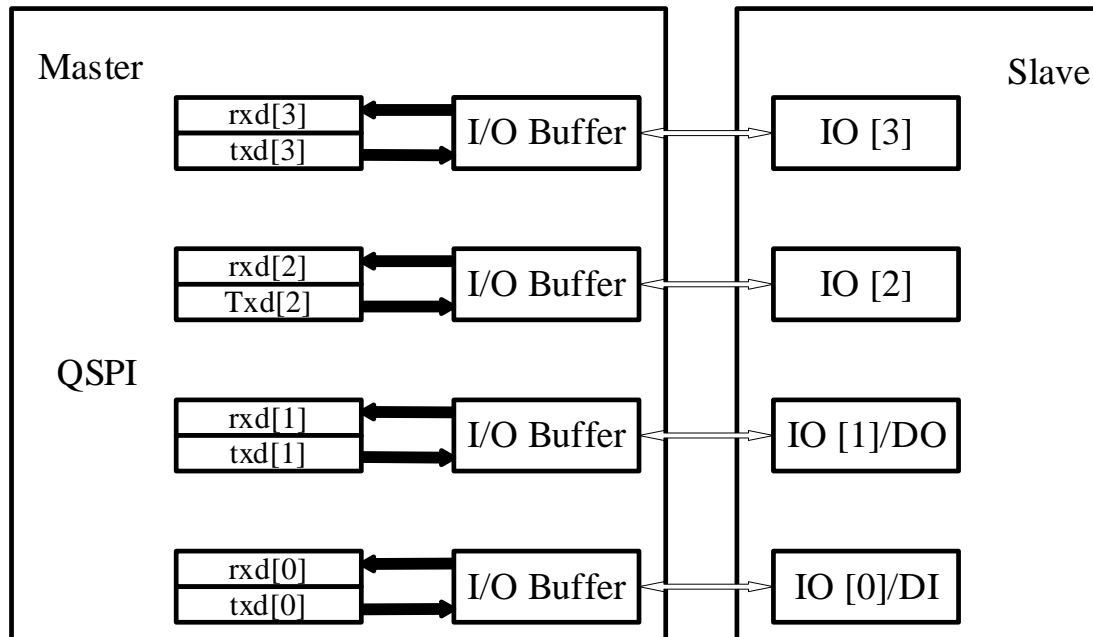 Master
Slave
rxd[3]
txd[3]
I/O Buffer
IO [3]
rxd[2]
Txd[2]
I/O Buffer
IO [2]
QSPI
rxd[1]
txd[1]
I/O Buffer
IO [1]/DO
rxd[0]
txd[0]
I/O Buffer
IO [0]/DI